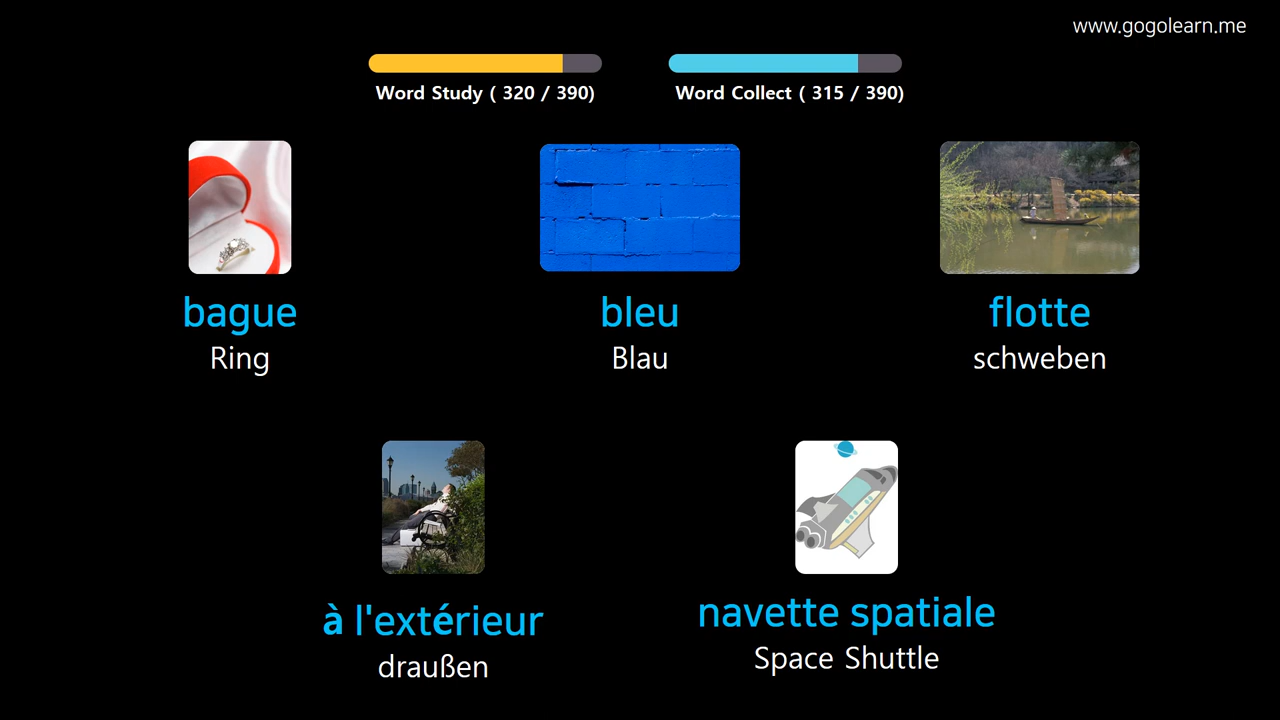 www.gogolearn.me
Word Study ( 320 / 390)
Word Collect ( 315 / 390)
bague
Ring
bleu
Blau
flotte
schweben
à l'extérieur
draußen
navette spatiale
Space Shuttle